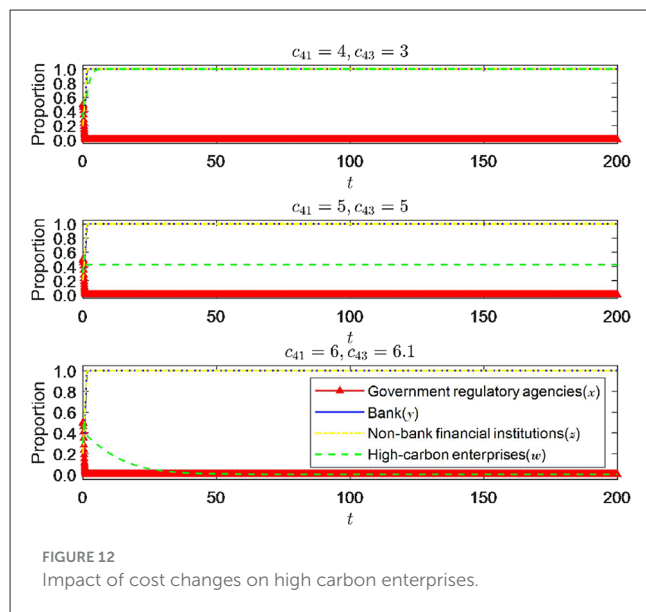 c₄₁ = 4, c₄₃ = 3
Proportion
1.0
0.8
0.6
0.4
0.2
0.0
0 50 100 150 200
t
c₄₁ = 5, c₄₃ = 5
Proportion
1.0
0.8
0.6
0.4
0.2
0.0
0 50 100 150 200
t
c₄₁ = 6, c₄₃ = 6.1
Proportion
1.0
0.8
0.6
0.4
0.2
0.0
Government regulatory agencies(x)
Bank(y)
Non-bank financial institutions(z)
High-carbon enterprises(w)
0 50 100 150 200
t
FIGURE 12
Impact of cost changes on high carbon enterprises.